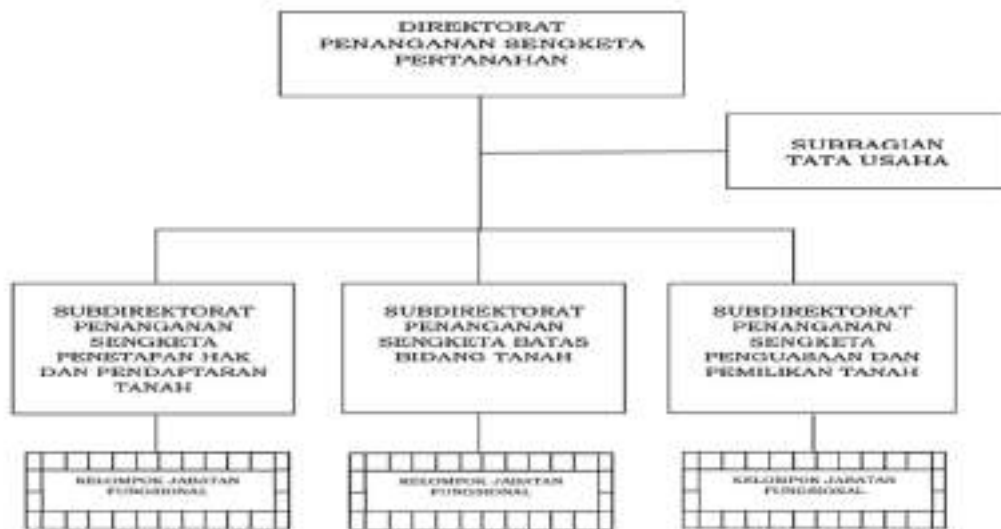 DIREKTORAT
PENANGANAN SENGKETA
PERTANAHAN
SUBBAGIAN
TATA USAHA
SUBDIREKTORAT
PENANGANAN
SENGKETA
PENETAPAN HAK
DAN PENDAFTARAN
TANAH
SUBDIREKTORAT
PENANGANAN
SENGKETA BATAS
BIDANG TANAH
SUBDIREKTORAT
PENANGANAN
SENGKETA
PENGUASAAN DAN
PEMILIKAN TANAH
KELOMPOK JABATAN
FUNGSIONAL
KELOMPOK JABATAN
FUNGSIONAL
KELOMPOK JABATAN
FUNGSIONAL